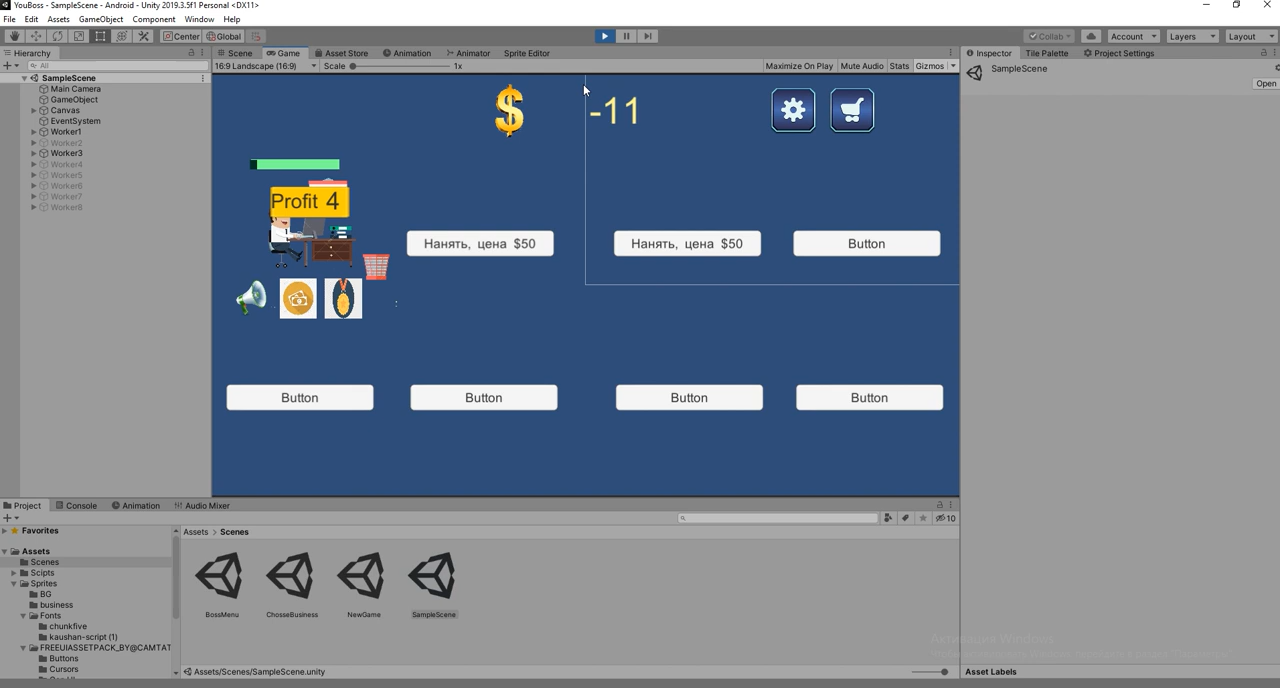 YouBoss - SampleScene - Android - Unity 2019.3.5f1 Personal <DX11>
File Edit Assets GameObject Component Window Help
Center Global Collab Account Layers Layout
Hierarchy Scene Game Asset Store Animation Animator Sprite Editor Inspector Tile Palette Project Settings
All 16:9 Landscape (16:9) Scale 1x Maximize On Play Mute Audio Stats Gizmos SampleScene
Open
SampleScene
Main Camera
GameObject
Canvas
EventSystem
Worker1
Worker2
Worker3
Worker4
Worker5
Worker6
Worker7
Worker8
$ -11
Profit 4
Нанять, цена $50 Нанять, цена $50 Button
Button Button Button Button
Project Console Animation Audio Mixer
10
Favorites
Assets > Scenes
Assets
Scenes
Scipts
Sprites
BG
business
Fonts
chunkfive
kaushan-script (1)
FREEUIASSETPACK_BY@CAMTAT
Buttons
Cursors
BossMenu ChosseBusiness NewGame SampleScene
Assets/Scenes/SampleScene.unity
Активация Windows
Asset Labels